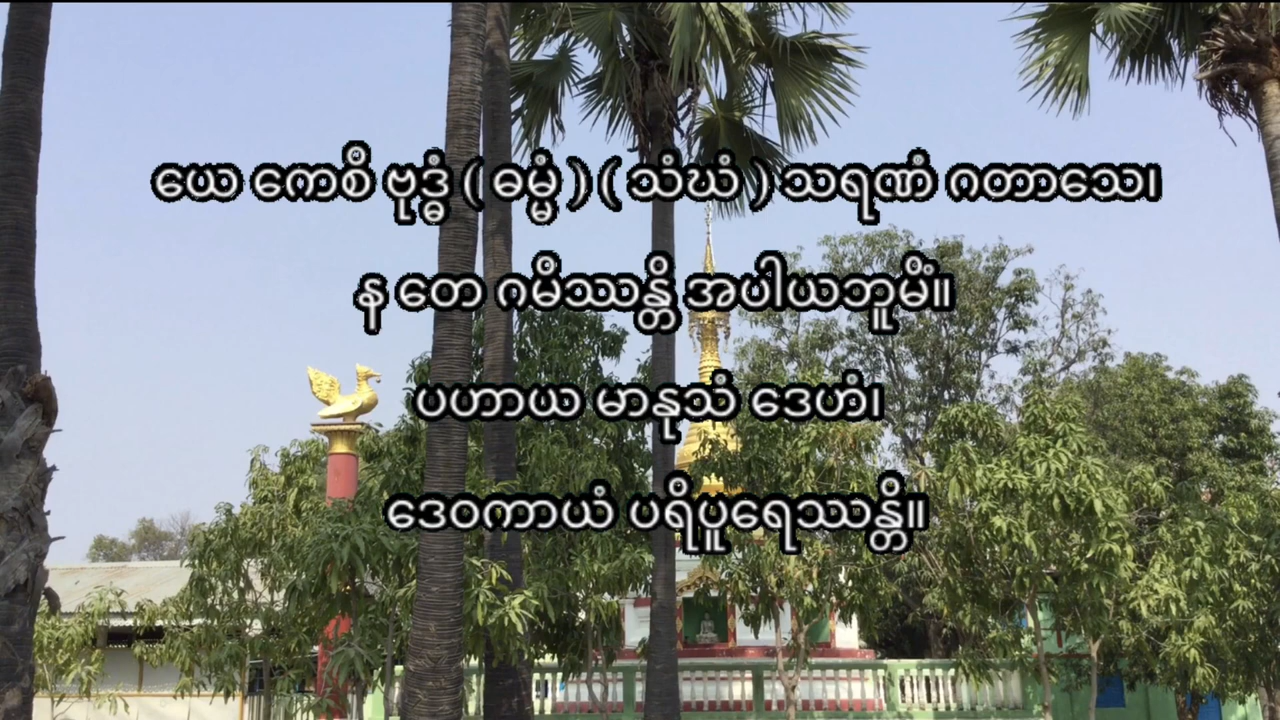 ယေ ကေစိ ဗုဒ္ဓံ ( ဓမ္မံ ) ( သံဃံ ) သရဏံ ဂတာသေ၊
န တေ ဂမိဿန္တိ အပါယဘူမိံ။
ပဟာယ မာနုသံ ဒေဟံ၊
ဒေဝကာယံ ပရိပူရေဿန္တိ။